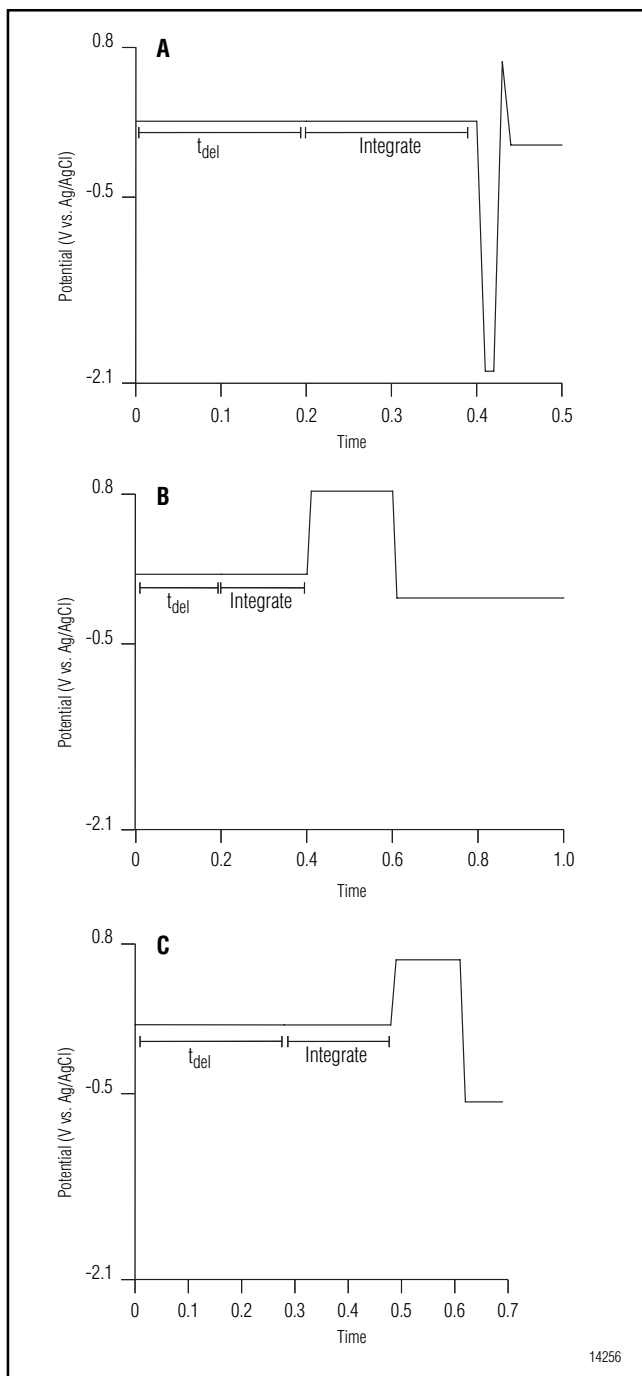 A
0.8
-0.5
-2.1
Potential (V vs. Ag/AgCl)
tdel
Integrate
0 0.1 0.2 0.3 0.4 0.5
Time
B
0.8
-0.5
-2.1
Potential (V vs. Ag/AgCl)
tdel
Integrate
0 0.2 0.4 0.6 0.8 1.0
Time
C
0.8
-0.5
-2.1
Potential (V vs. Ag/AgCl)
tdel
Integrate
0 0.1 0.2 0.3 0.4 0.5 0.6 0.7
Time
14256